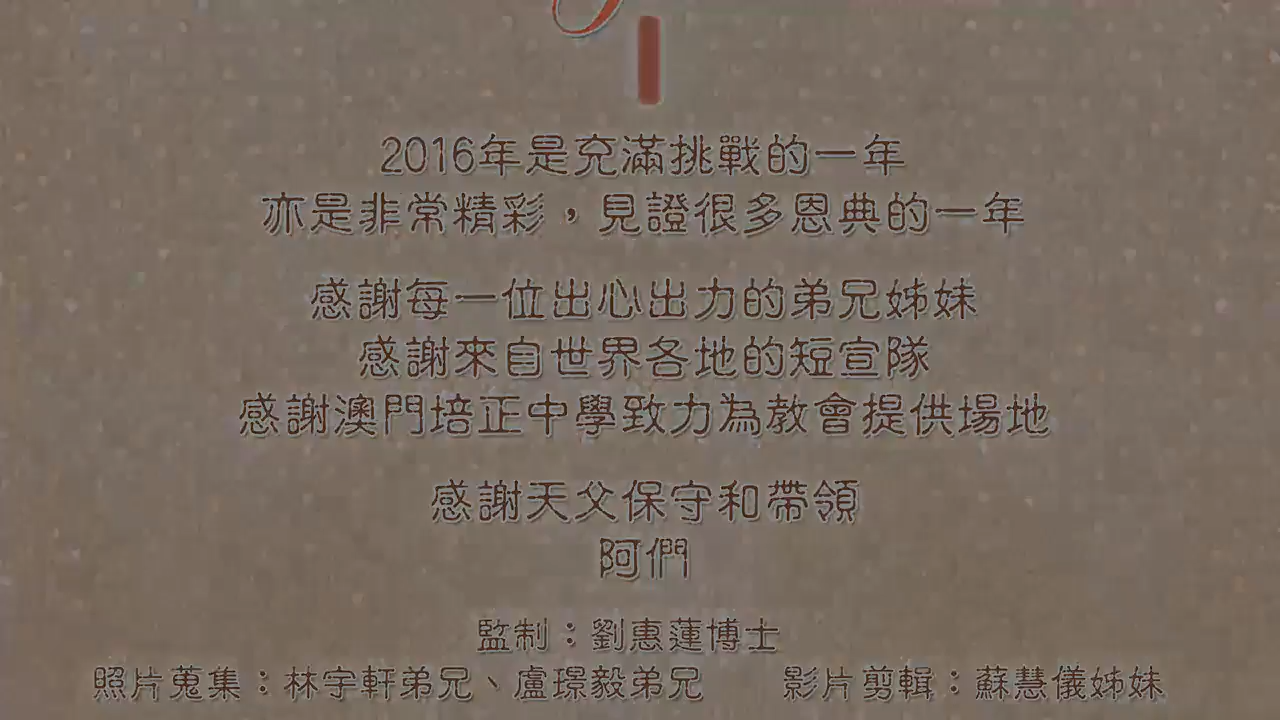 2016年是充滿挑戰的一年
亦是非常精彩，見證很多恩典的一年
感謝每一位出心出力的弟兄姊妹
感謝來自世界各地的短宣隊
感謝澳門培正中學致力為教會提供場地
感謝天父保守和帶領
阿們
監制：劉惠蓮博士
照片蒐集：林宇軒弟兄、盧璟毅弟兄　影片剪輯：蘇慧儀姊妹